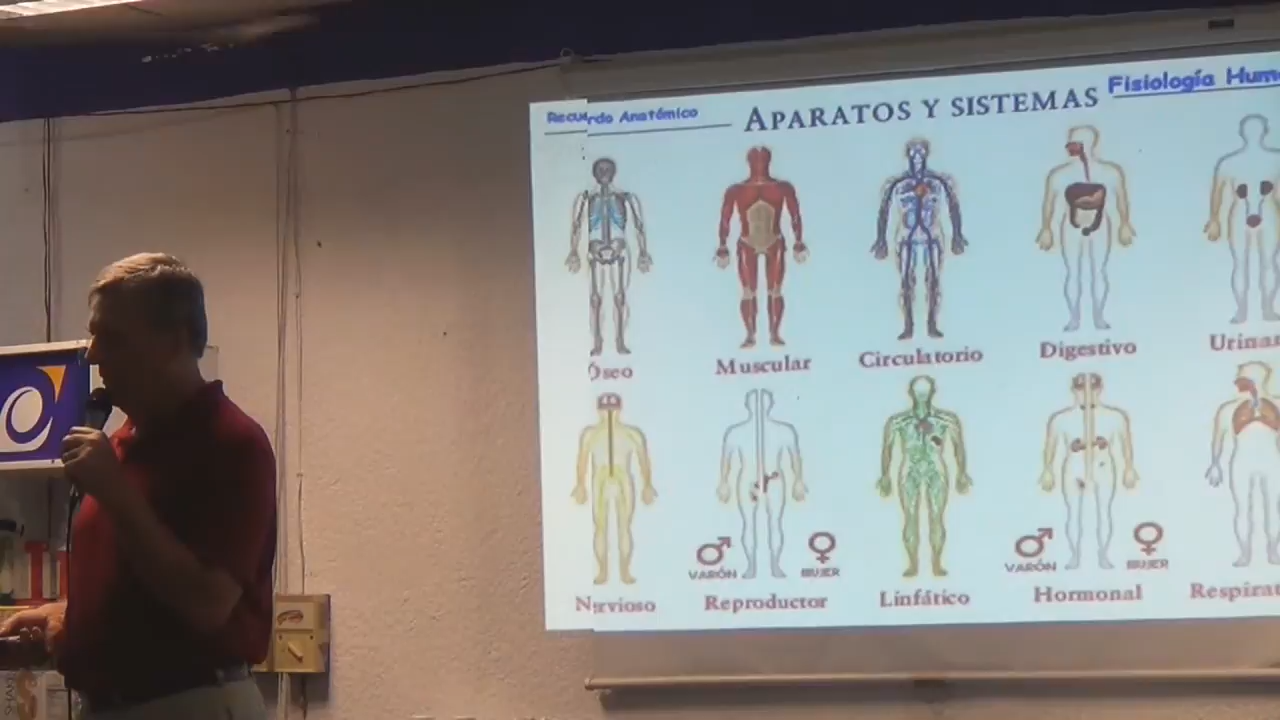 Recuerdo Anatómico
APARATOS Y SISTEMAS
Fisiología Hum
Óseo
Muscular
Circulatorio
Digestivo
Urinar
Nervioso
VARÓN
MUJER
Reproductor
Linfático
VARÓN
MUJER
Hormonal
Respirat